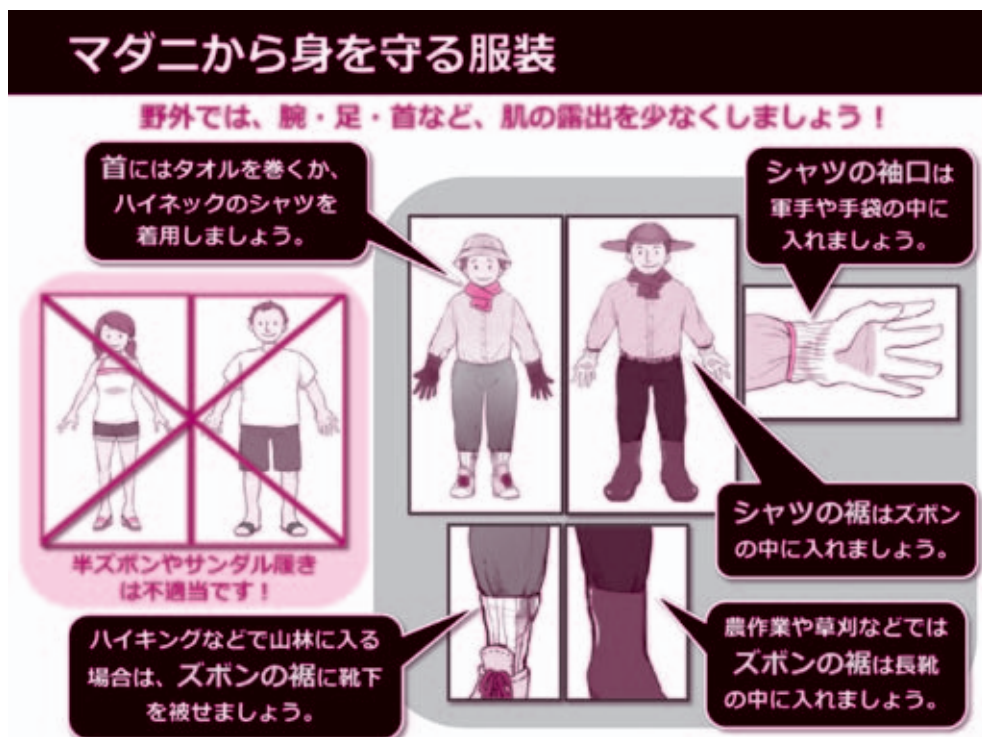 マダニから身を守る服装
野外では、腕・足・首など、肌の露出を少なくしましょう！
首にはタオルを巻くか、
ハイネックのシャツを
着用しましょう。
シャツの袖口は
軍手や手袋の中に
入れましょう。
半ズボンやサンダル履き
は不適当です！
シャツの裾はズボン
の中に入れましょう。
ハイキングなどで山林に入る
場合は、ズボンの裾に靴下
を被せましょう。
農作業や草刈などでは
ズボンの裾は長靴
の中に入れましょう。